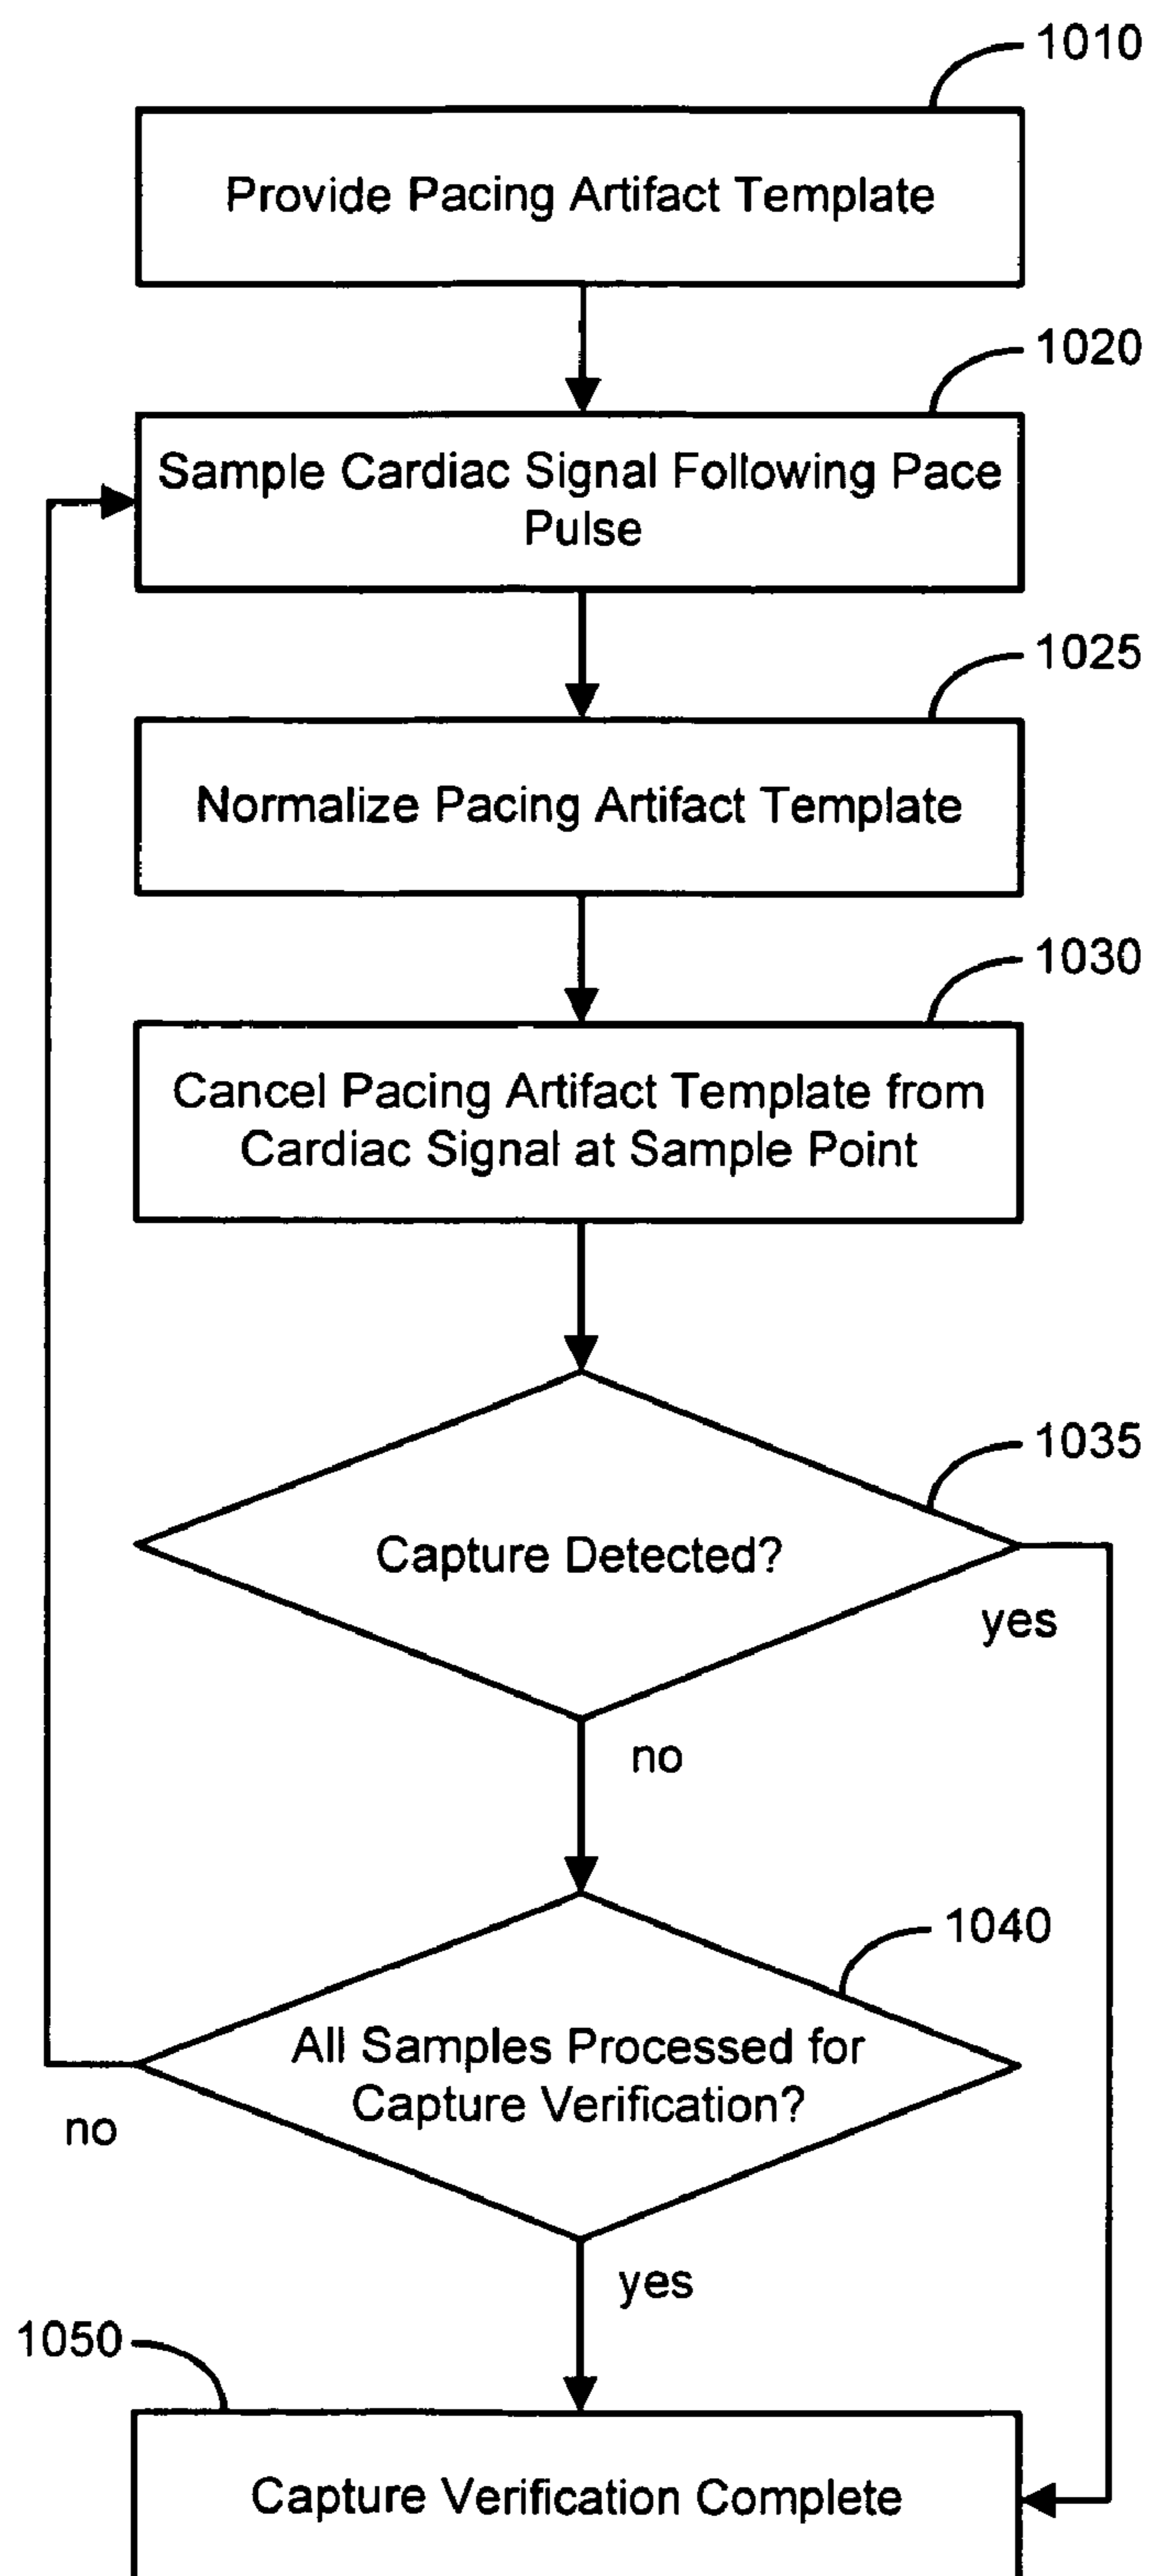 1010
Provide Pacing Artifact Template
1020
Sample Cardiac Signal Following Pace
Pulse
1025
Normalize Pacing Artifact Template
1030
Cancel Pacing Artifact Template from
Cardiac Signal at Sample Point
1035
Capture Detected?
yes
no
1040
All Samples Processed for
Capture Verification?
no
yes
1050
Capture Verification Complete